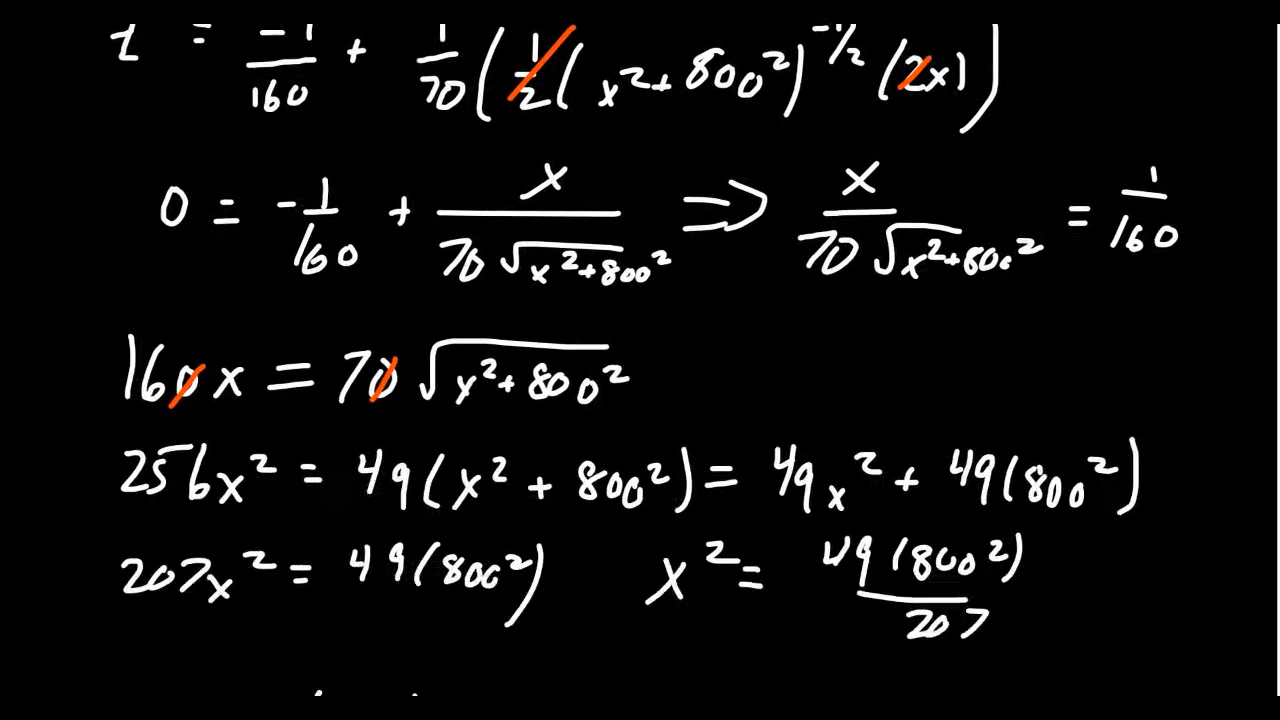 t' = -1/160 + 1/70 (1/2 (x² + 800²)^(-1/2) (2x))
0 = -1/160 + x/(70√(x²+800²)) ⇒ x/(70√(x²+800²)) = 1/160
160x = 70√(x²+800²)
256x² = 49(x² + 800²) = 49x² + 49(800²)
207x² = 49(800²) x² = 49(800²)/207